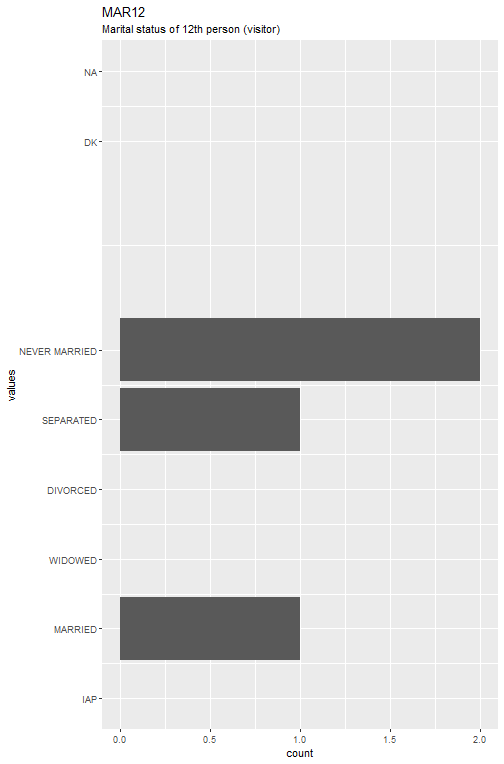 MAR12
Marital status of 12th person (visitor)
NA
DK
NEVER MARRIED
SEPARATED
DIVORCED
WIDOWED
MARRIED
IAP
values
0.0 0.5 1.0 1.5 2.0
count